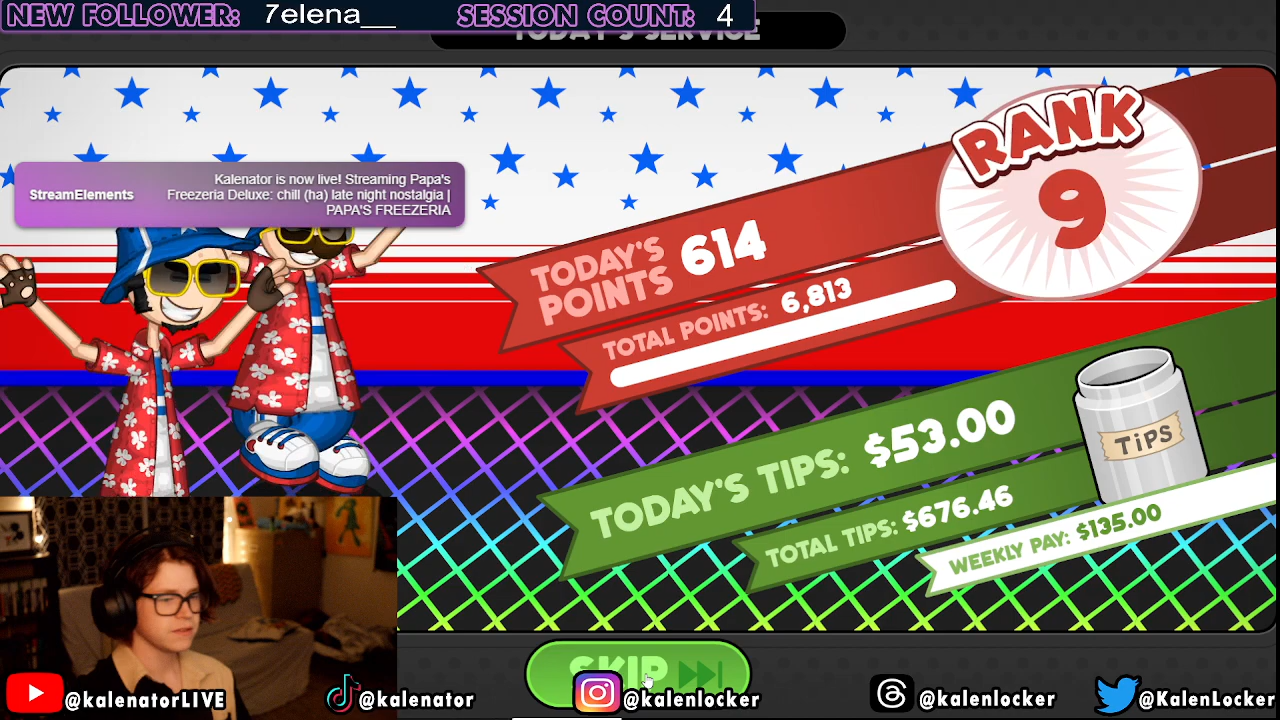 NEW FOLLOWER: 7elena__ SESSION COUNT: 4
TODAY'S SERVICE
RANK
9
StreamElements
Kalenator is now live! Streaming Papa's
Freezeria Deluxe: chill (ha) late night nostalgia |
PAPA'S FREEZERIA
TODAY'S
POINTS
614
TOTAL POINTS: 6,813
TODAY'S TIPS: $53.00
TiPS
TOTAL TIPS: $676.46
WEEKLY PAY: $135.00
SKIP
@kalenatorLIVE
@kalenator
@kalenlocker
@kalenlocker
@KalenLocker